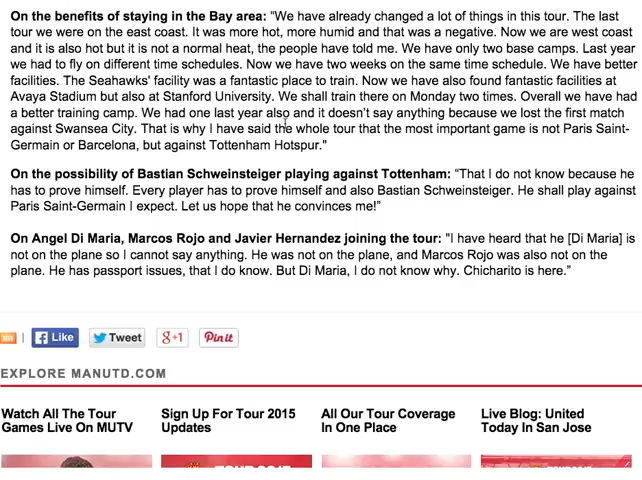 On the benefits of staying in the Bay area: "We have already changed a lot of things in this tour. The last
tour we were on the east coast. It was more hot, more humid and that was a negative. Now we are west coast
and it is also hot but it is not a normal heat, the people have told me. We have only two base camps. Last year
we had to fly on different time schedules. Now we have two weeks on the same time schedule. We have better
facilities. The Seahawks' facility was a fantastic place to train. Now we have also found fantastic facilities at
Avaya Stadium but also at Stanford University. We shall train there on Monday two times. Overall we have had
a better training camp. We had one last year also and it doesn't say anything because we lost the first match
against Swansea City. That is why I have said the whole tour that the most important game is not Paris Saint-
Germain or Barcelona, but against Tottenham Hotspur."
On the possibility of Bastian Schweinsteiger playing against Tottenham: “That I do not know because he
has to prove himself. Every player has to prove himself and also Bastian Schweinsteiger. He shall play against
Paris Saint-Germain I expect. Let us hope that he convinces me!”
On Angel Di Maria, Marcos Rojo and Javier Hernandez joining the tour: "I have heard that he [Di Maria] is
not on the plane so I cannot say anything. He was not on the plane, and Marcos Rojo was also not on the
plane. He has passport issues, that I do know. But Di Maria, I do not know why. Chicharito is here.”
| Like Tweet g+1 Pin it
EXPLORE MANUTD.COM
Watch All The Tour Sign Up For Tour 2015 All Our Tour Coverage Live Blog: United
Games Live On MUTV Updates In One Place Today In San Jose